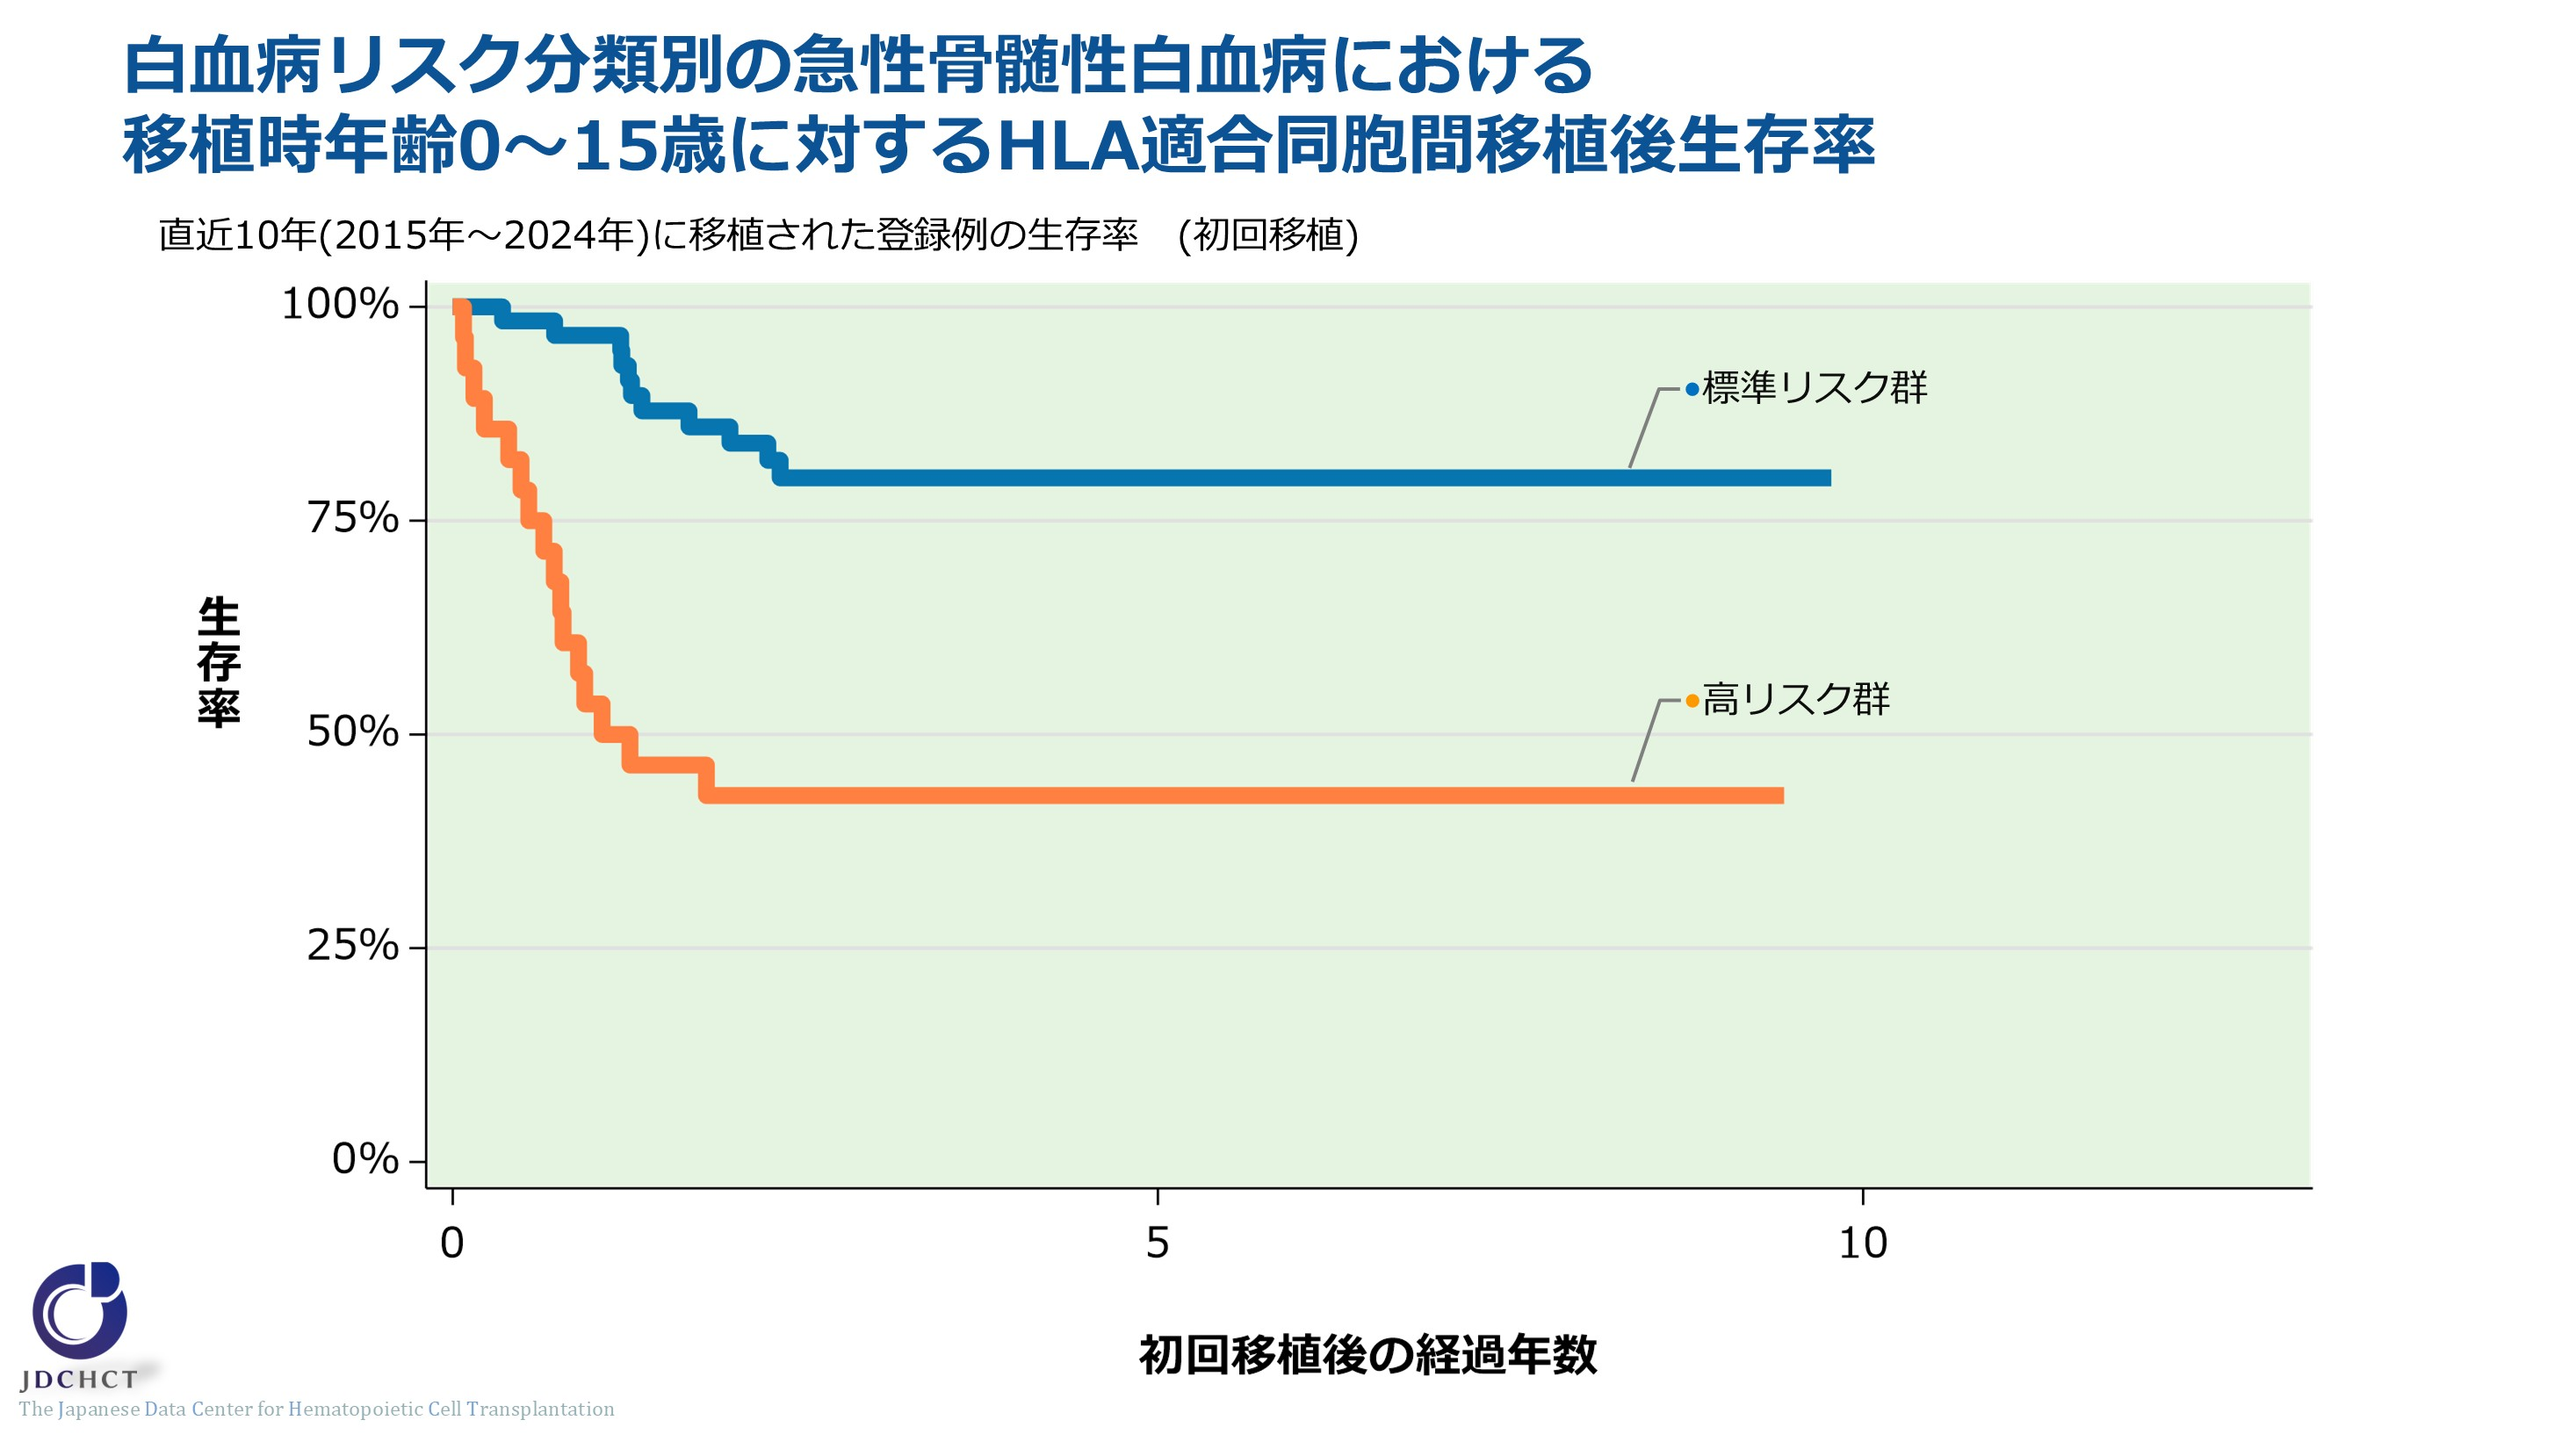 白血病リスク分類別の急性骨髄性白血病における
移植時年齢0～15歳に対するHLA適合同胞間移植後生存率
直近10年(2015年～2024年)に移植された登録例の生存率　(初回移植)
100%
75%
50%
25%
0%
生存率
標準リスク群
高リスク群
0
5
10
初回移植後の経過年数
JDCHCT
The Japanese Data Center for Hematopoietic Cell Transplantation